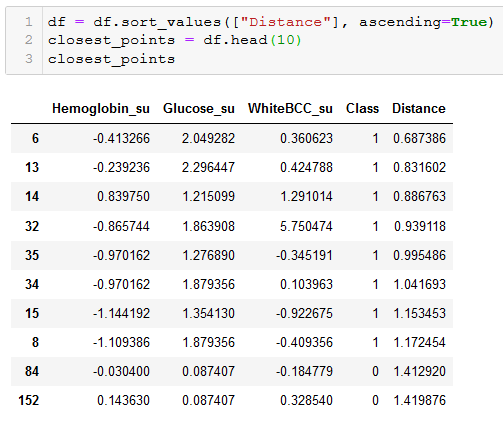 1 df = df.sort_values(["Distance"], ascending=True)
2 closest_points = df.head(10)
3 closest_points
Hemoglobin_su Glucose_su WhiteBCC_su Class Distance
6 -0.413266 2.049282 0.360623 1 0.687386
13 -0.239236 2.296447 0.424788 1 0.831602
14 0.839750 1.215099 1.291014 1 0.886763
32 -0.865744 1.863908 5.750474 1 0.939118
35 -0.970162 1.276890 -0.345191 1 0.995486
34 -0.970162 1.879356 0.103963 1 1.041693
15 -1.144192 1.354130 -0.922675 1 1.153453
8 -1.109386 1.879356 -0.409356 1 1.172454
84 -0.030400 0.087407 -0.184779 0 1.412920
152 0.143630 0.087407 0.328540 0 1.419876